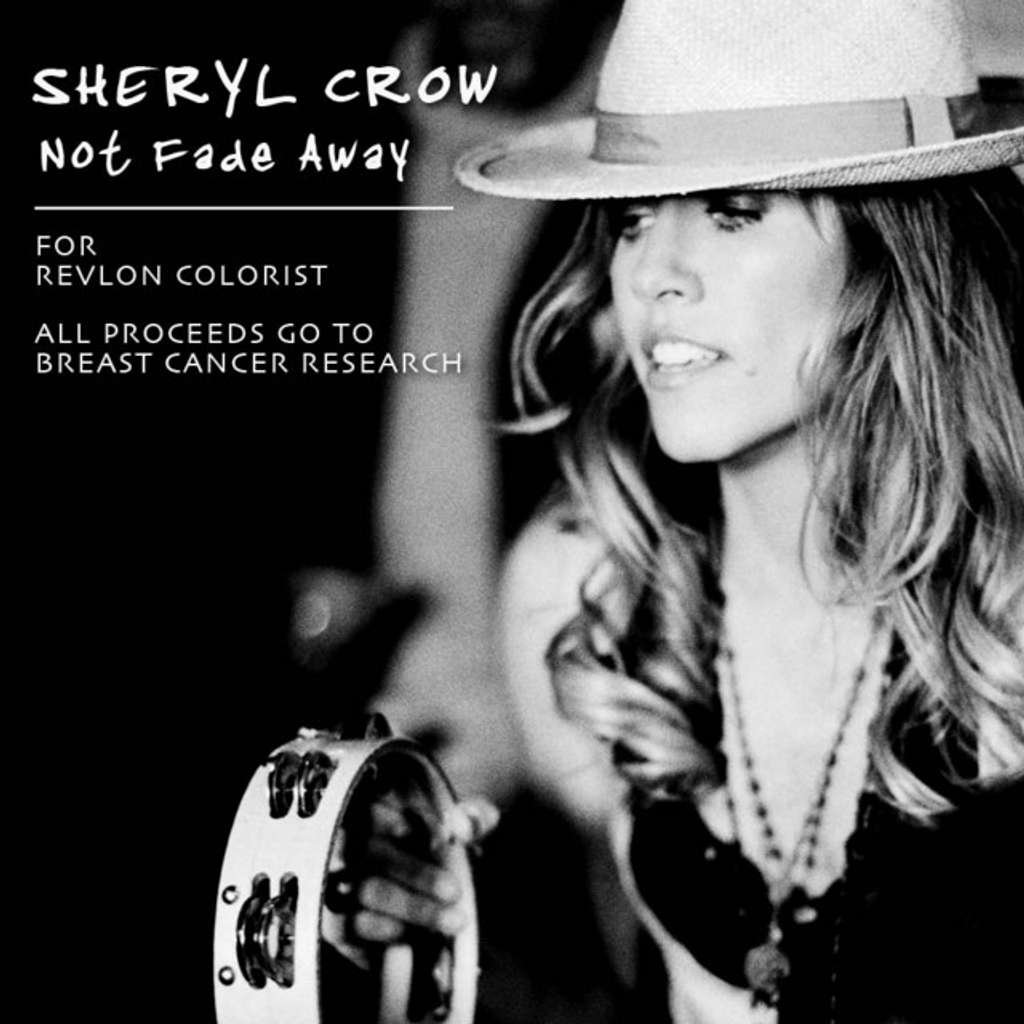 SHERYL CROW
Not Fade Away
FOR
REVLON COLORIST
ALL PROCEEDS GO TO
BREAST CANCER RESEARCH